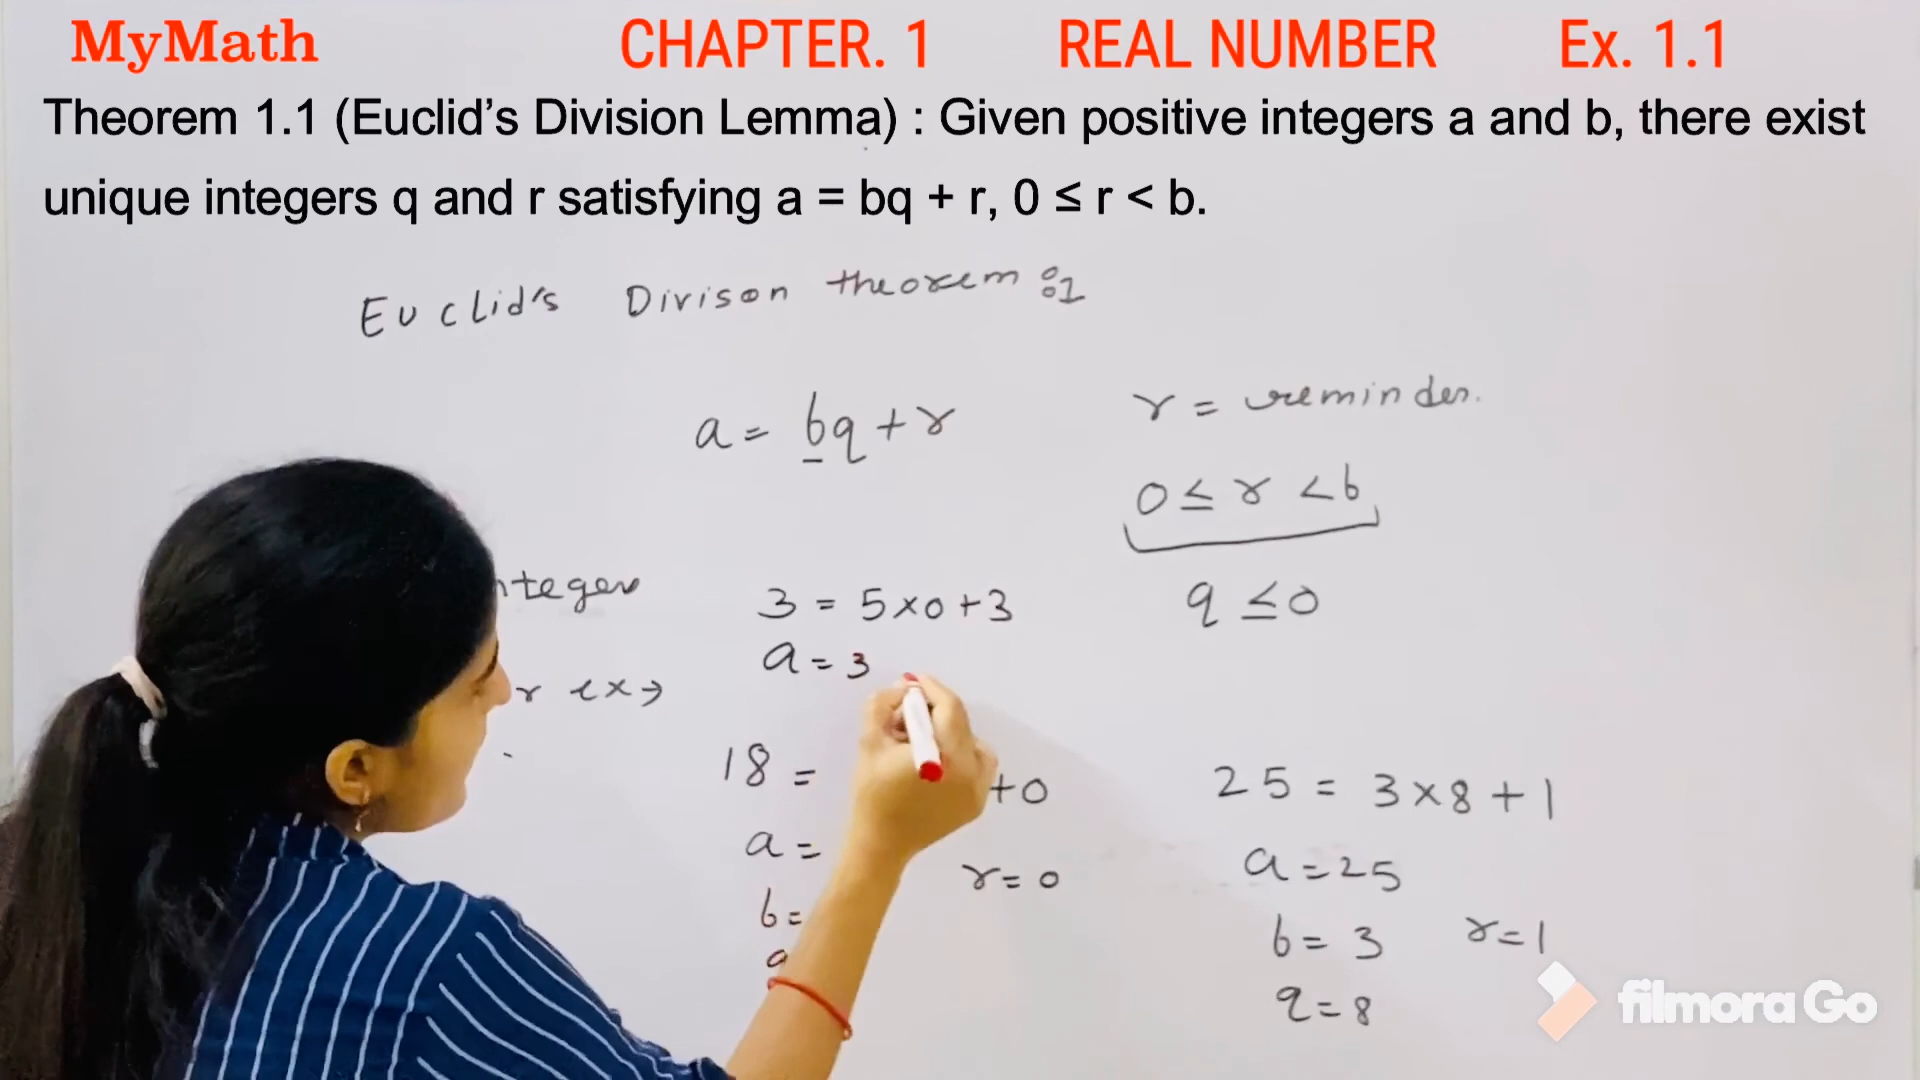 MyMath CHAPTER. 1 REAL NUMBER Ex. 1.1
Theorem 1.1 (Euclid’s Division Lemma) : Given positive integers a and b, there exist
unique integers q and r satisfying a = bq + r, 0 ≤ r < b.
Euclid's Divison theorem :1
a = bq + r
r = reminder.
0 ≤ r < b
q ≤ 0
3 = 5×0+3
a = 3
ex →
18 =
+0
a =
b =
r = 0
25 = 3×8+1
a = 25
b = 3 r = 1
q = 8
filmora Go